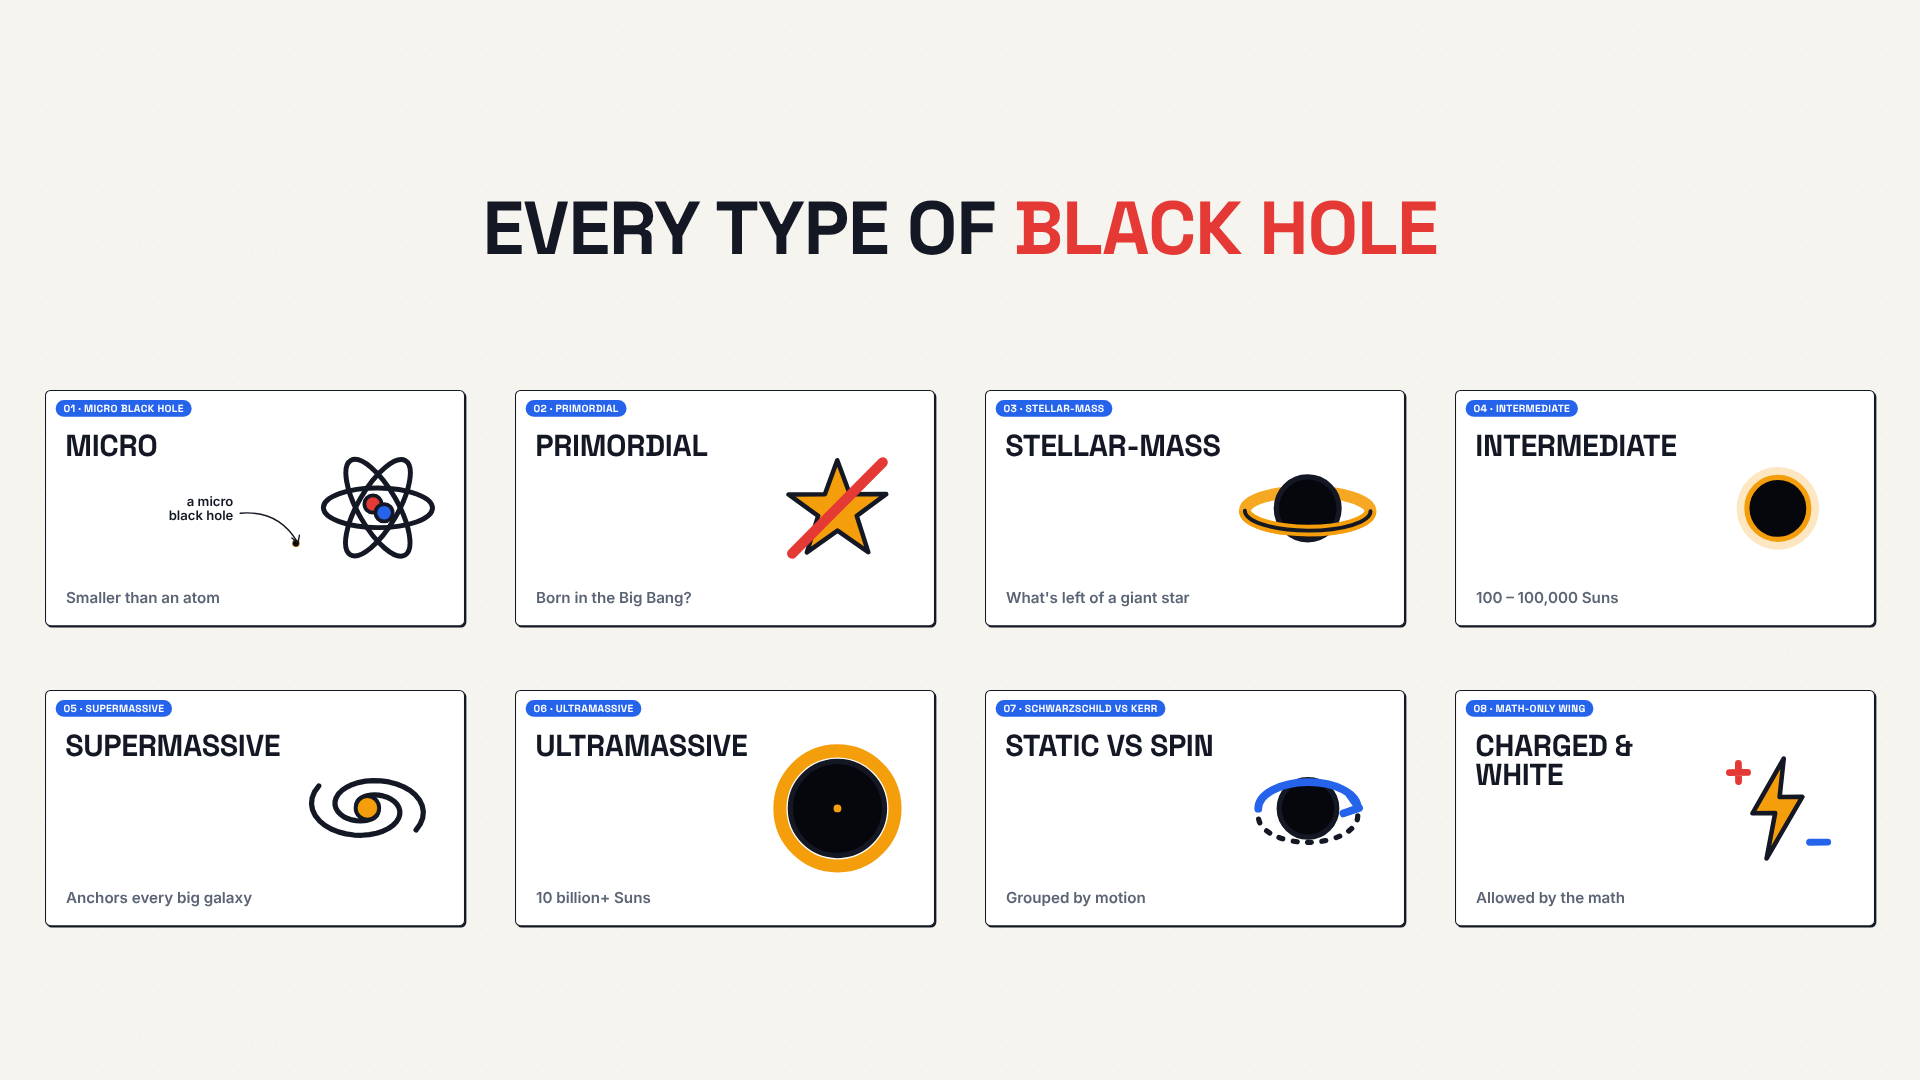 EVERY TYPE OF BLACK HOLE
01 · MICRO BLACK HOLE
MICRO
a micro
black hole
Smaller than an atom
02 · PRIMORDIAL
PRIMORDIAL
Born in the Big Bang?
03 · STELLAR-MASS
STELLAR-MASS
What's left of a giant star
04 · INTERMEDIATE
INTERMEDIATE
100 – 100,000 Suns
05 · SUPERMASSIVE
SUPERMASSIVE
Anchors every big galaxy
06 · ULTRAMASSIVE
ULTRAMASSIVE
10 billion+ Suns
07 · SCHWARZSCHILD VS KERR
STATIC VS SPIN
Grouped by motion
08 · MATH-ONLY WING
CHARGED &
WHITE
Allowed by the math